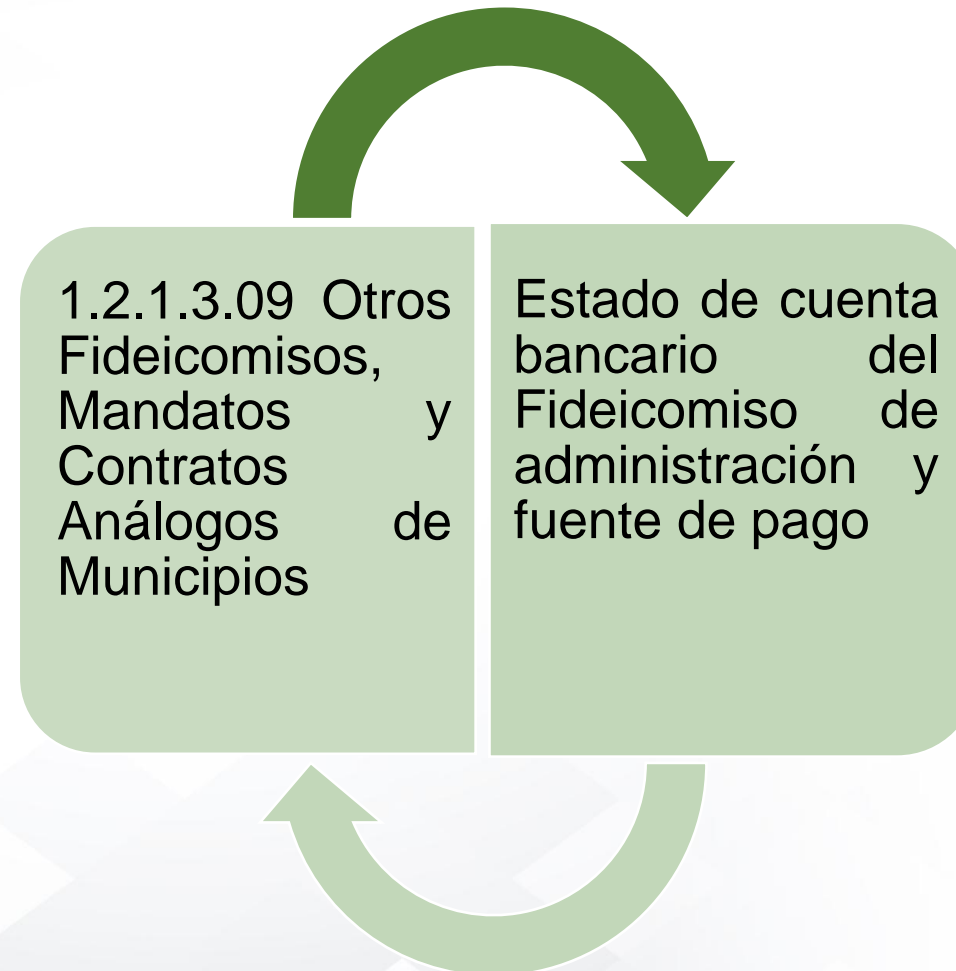 1.2.1.3.09 Otros
Fideicomisos,
Mandatos y
Contratos
Análogos de
Municipios
Estado de cuenta
bancario del
Fideicomiso de
administración y
fuente de pago